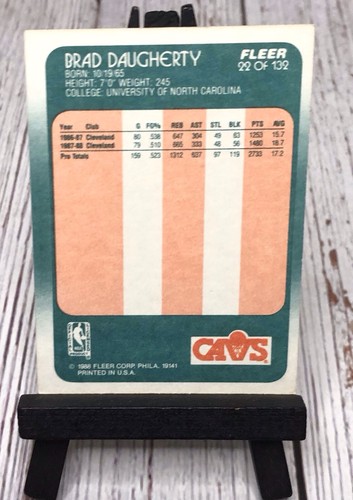 BRAD DAUGHERTY
FLEER
22 OF 132
BORN: 10/19/65
HEIGHT: 7'0" WEIGHT: 245
COLLEGE: UNIVERSITY OF NORTH CAROLINA
Year Club G FG% REB AST STL BLK PTS AVG
1986-87 Cleveland 80 .538 647 304 49 63 1253 15.7
1987-88 Cleveland 79 .510 665 333 48 56 1480 18.7
Pro Totals 159 .523 1312 637 97 119 2733 17.2
NBA
CAVS
© 1988 FLEER CORP. PHILA. 19141
PRINTED IN U.S.A.